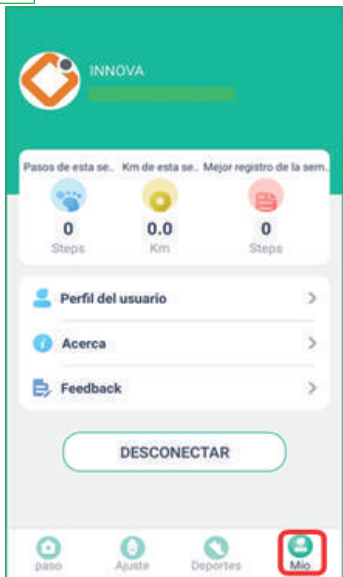 INNOVA
Pasos de esta se.. Km de esta se.. Mejor registro de la sem..
0 0.0 0
Steps Km Steps
Perfil del usuario
Acerca
Feedback
DESCONECTAR
paso Ajuste Deportes Mío